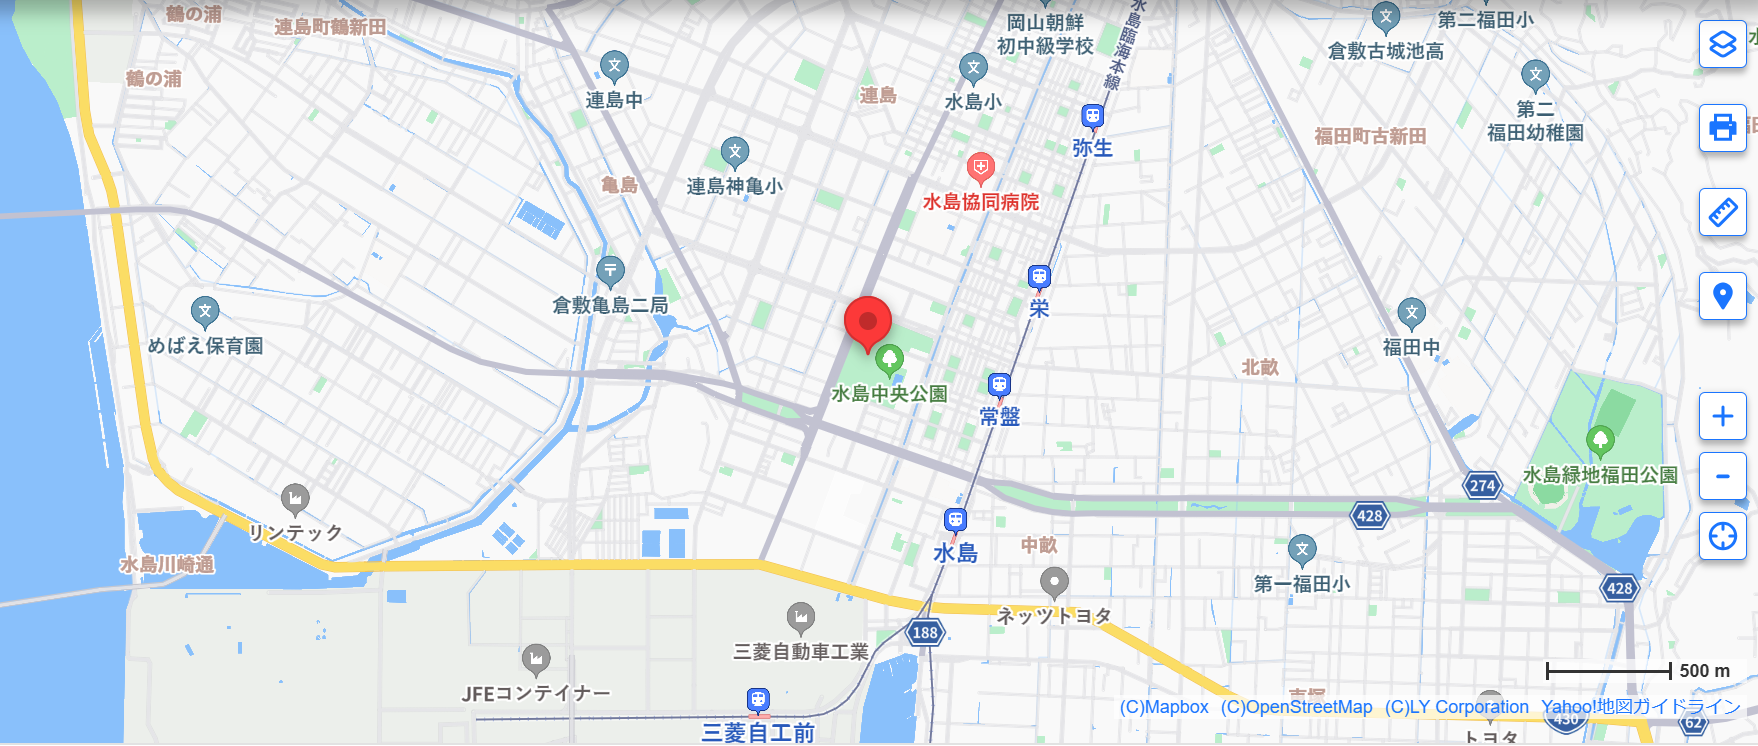 鶴の浦
連島町鶴新田
鶴の浦
連島中
連島
水島小
岡山朝鮮
初中級学校
水島臨海本線
倉敷古城池高
第二福田小
第二
福田幼稚園
福田町古新田
弥生
亀島
連島神亀小
水島協同病院
倉敷亀島二局
めばえ保育園
栄
福田中
北畝
水島中央公園
常盤
水島緑地福田公園
274
428
リンテック
水島川崎通
水島
中畝
第一福田小
428
ネッツトヨタ
188
三菱自動車工業
JFEコンテイナー
三菱自工前
500 m
(C)Mapbox (C)OpenStreetMap (C)LY Corporation Yahoo!地図ガイドライン
430
62
トヨタ